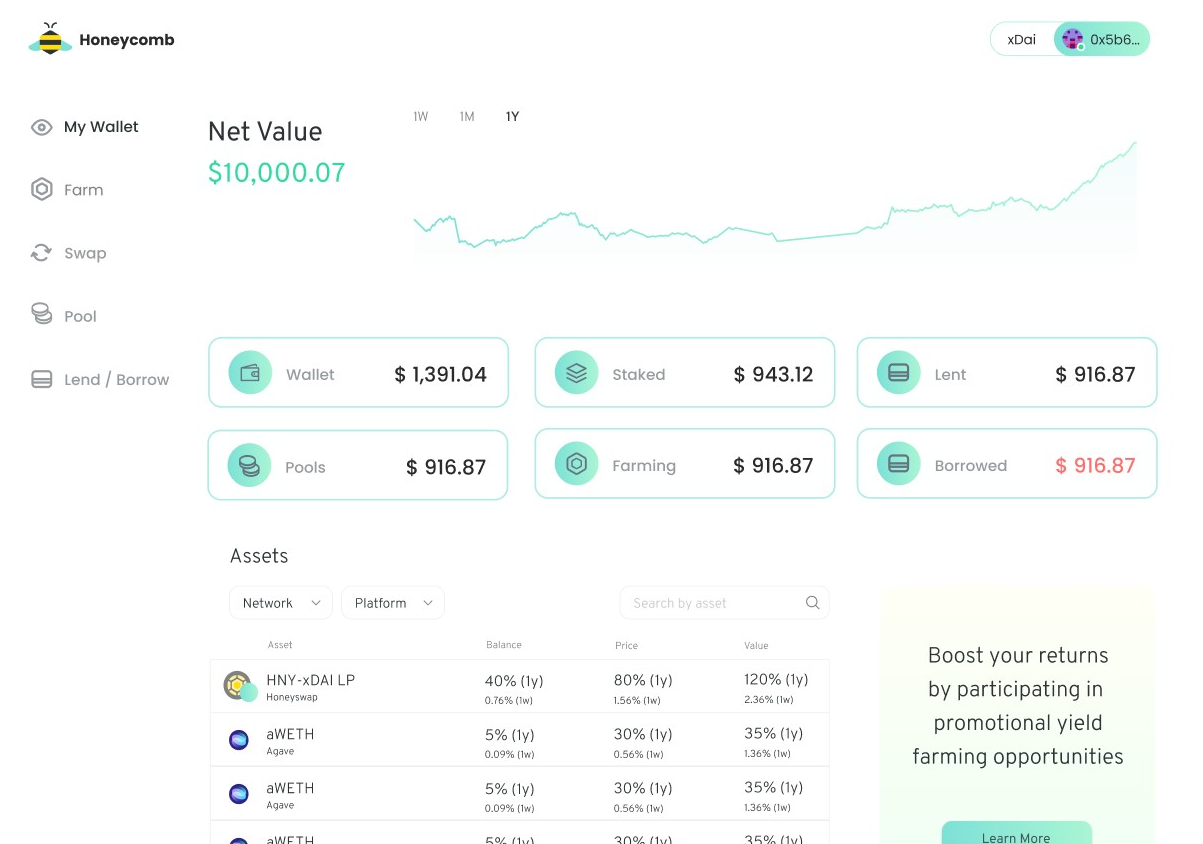 Honeycomb
xDai
0x5b6...
My Wallet
Farm
Swap
Pool
Lend / Borrow
Net Value
$10,000.07
1W 1M 1Y
Wallet $ 1,391.04
Staked $ 943.12
Lent $ 916.87
Pools $ 916.87
Farming $ 916.87
Borrowed $ 916.87
Assets
Network
Platform
Search by asset
Asset Balance Price Value
HNY-xDAI LP 40% (1y) 80% (1y) 120% (1y)
Honeyswap 0.76% (1w) 1.56% (1w) 2.36% (1w)
aWETH 5% (1y) 30% (1y) 35% (1y)
Agave 0.09% (1w) 0.56% (1w) 1.36% (1w)
aWETH 5% (1y) 30% (1y) 35% (1y)
Agave 0.09% (1w) 0.56% (1w) 1.36% (1w)
aWETH 5% (1y) 30% (1y) 35% (1y)
Boost your returns
by participating in
promotional yield
farming opportunities
Learn More